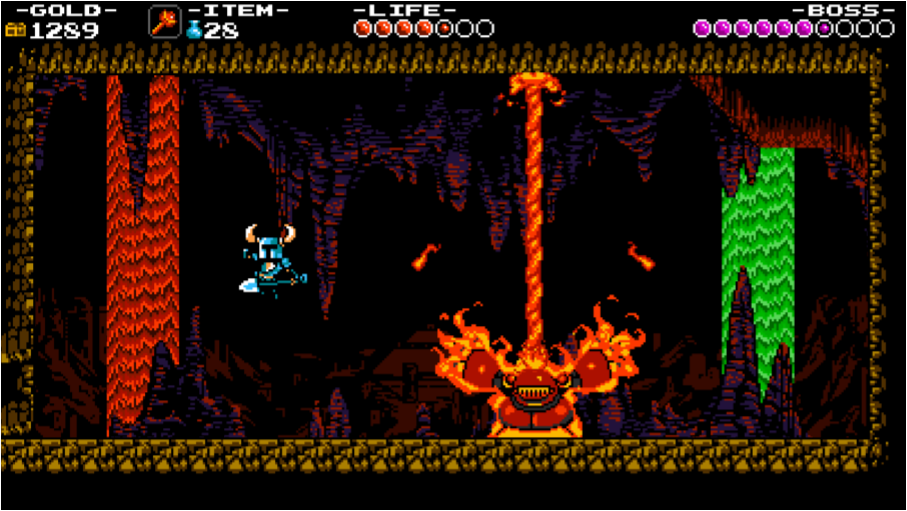 -GOLD- -ITEM- -LIFE- -BOSS-
1289 28